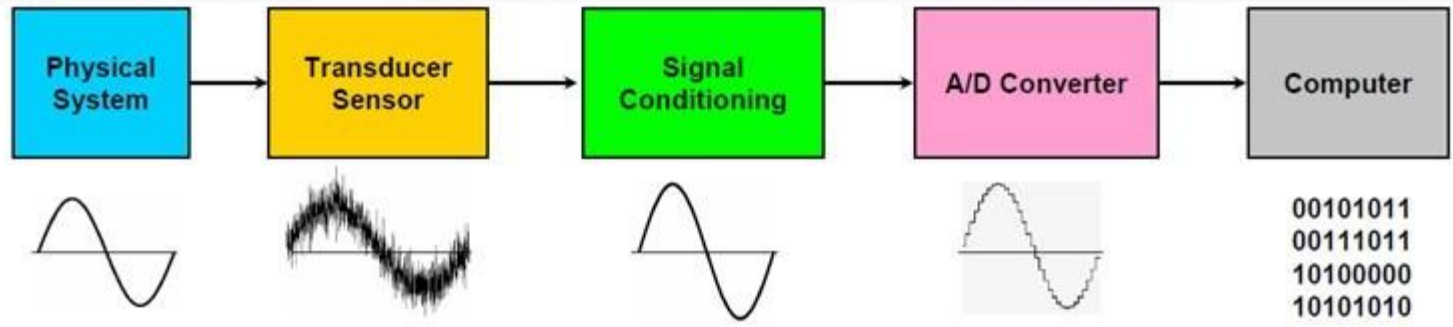 Physical
System
Transducer
Sensor
Signal
Conditioning
A/D Converter
Computer
00101011
00111011
10100000
10101010